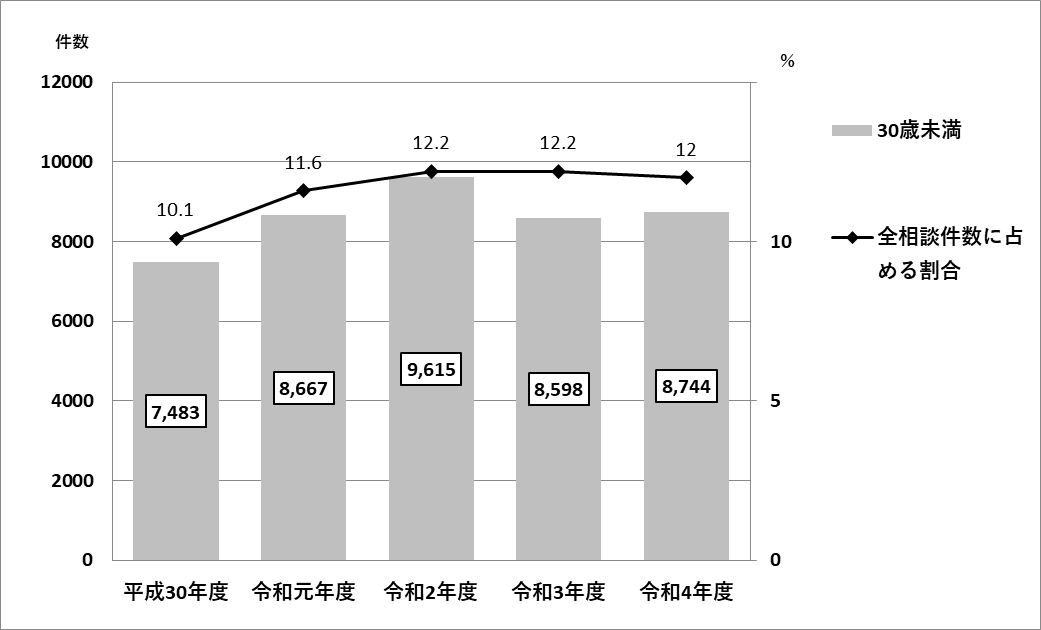 件数
%
12000
10000
8000
6000
4000
2000
0
10
5
0
10.1
11.6
12.2
12.2
12
7,483
8,667
9,615
8,598
8,744
平成30年度
令和元年度
令和2年度
令和3年度
令和4年度
30歳未満
全相談件数に占
める割合